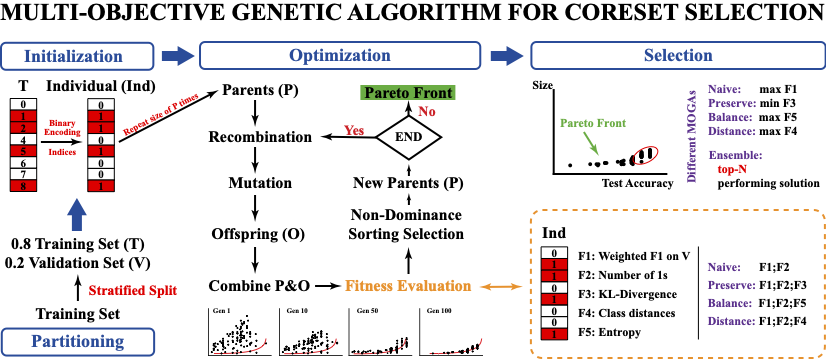 MULTI-OBJECTIVE GENETIC ALGORITHM FOR CORESET SELECTION
Initialization
Optimization
Selection
T
Individual (Ind)
0
1
2
4
5
6
7
8
0
1
1
0
1
0
0
1
Binary
Encoding
Indices
Repeat size of P times
0.8 Training Set (T)
0.2 Validation Set (V)
Stratified Split
Training Set
Partitioning
Parents (P)
Recombination
Mutation
Offspring (O)
Combine P&O
Fitness Evaluation
Non-Dominance
Sorting Selection
New Parents (P)
END
Yes
No
Pareto Front
Gen 1
Gen 10
Gen 50
Gen 100
Size
Pareto Front
Test Accuracy
Different MOGAs
Naive: max F1
Preserve: min F3
Balance: max F5
Distance: max F4
Ensemble:
top-N
performing solution
Ind
0
1
1
0
1
0
0
1
F1: Weighted F1 on V
F2: Number of 1s
F3: KL-Divergence
F4: Class distances
F5: Entropy
Naive: F1;F2
Preserve: F1;F2;F3
Balance: F1;F2;F5
Distance: F1;F2;F4